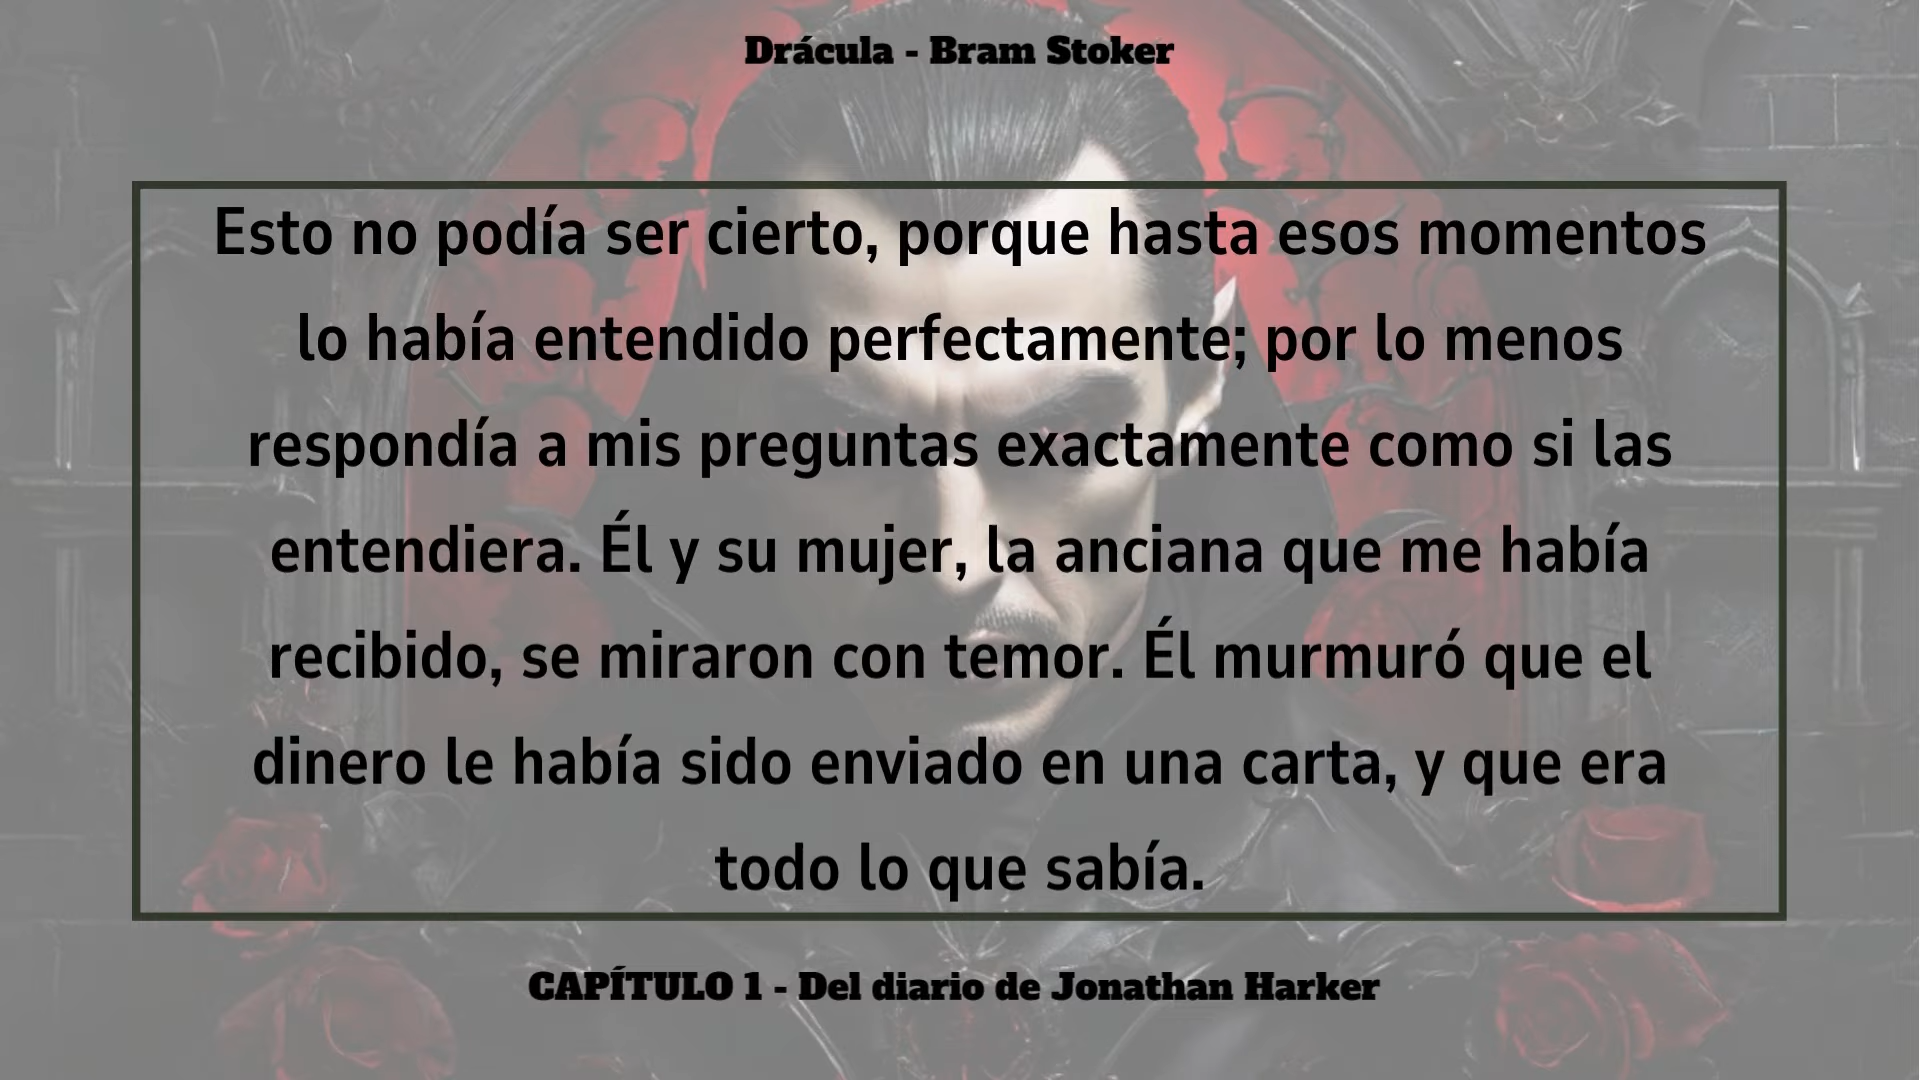 Drácula - Bram Stoker
Esto no podía ser cierto, porque hasta esos momentos
lo había entendido perfectamente; por lo menos
respondía a mis preguntas exactamente como si las
entendiera. Él y su mujer, la anciana que me había
recibido, se miraron con temor. Él murmuró que el
dinero le había sido enviado en una carta, y que era
todo lo que sabía.
CAPÍTULO 1 - Del diario de Jonathan Harker